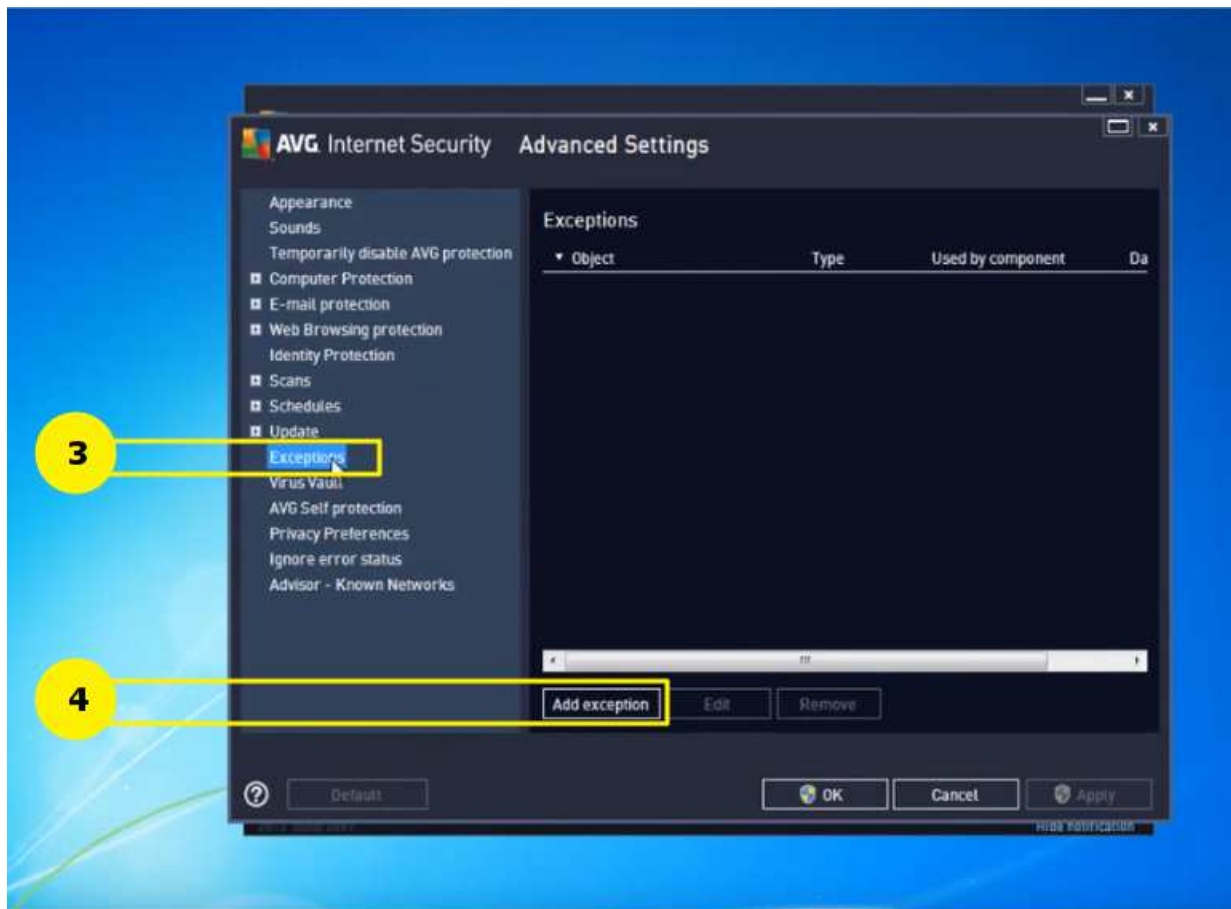 AVG. Internet Security Advanced Settings
Appearance
Sounds
Temporarily disable AVG protection
Computer Protection
E-mail protection
Web Browsing protection
Identity Protection
Scans
Schedules
Update
3
Exceptions
Virus Vault
AVG Self protection
Privacy Preferences
Ignore error status
Advisor - Known Networks
Exceptions
Object Type Used by component Da
4
Add exception Edit Remove
? Default OK Cancel Apply
Hide notification